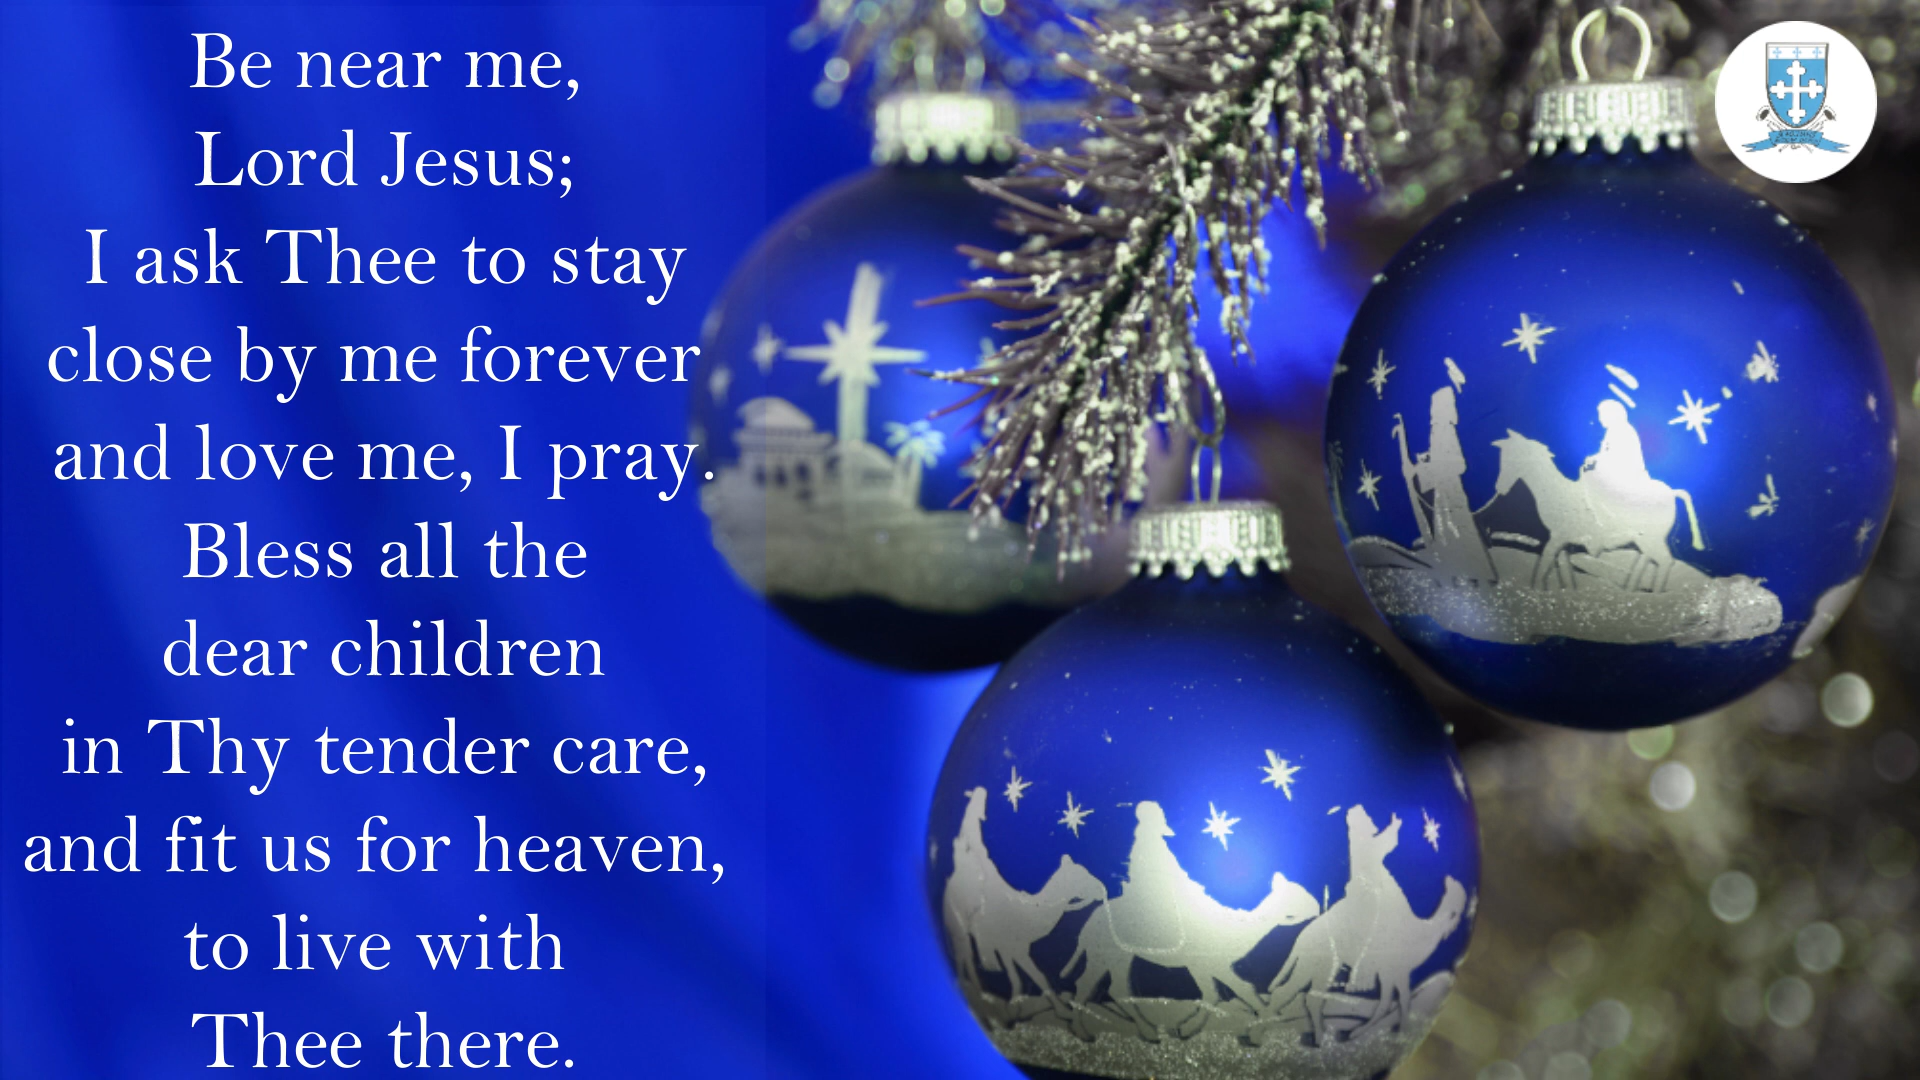 Be near me,
Lord Jesus;
I ask Thee to stay
close by me forever
and love me, I pray.
Bless all the
dear children
in Thy tender care,
and fit us for heaven,
to live with
Thee there.